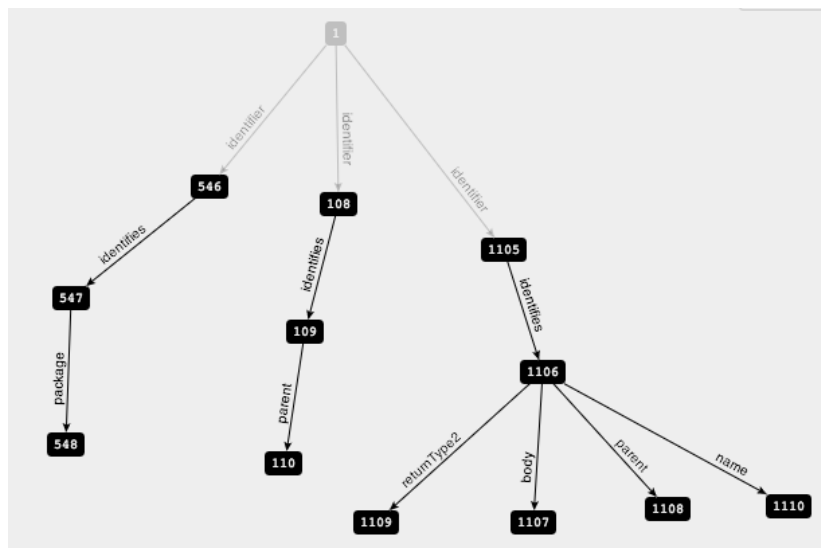 1
identifier
identifier
identifier
546
108
1105
identifies
identifies
identifies
547
109
1106
package
parent
returnType2
body
parent
name
548
110
1109
1107
1108
1110